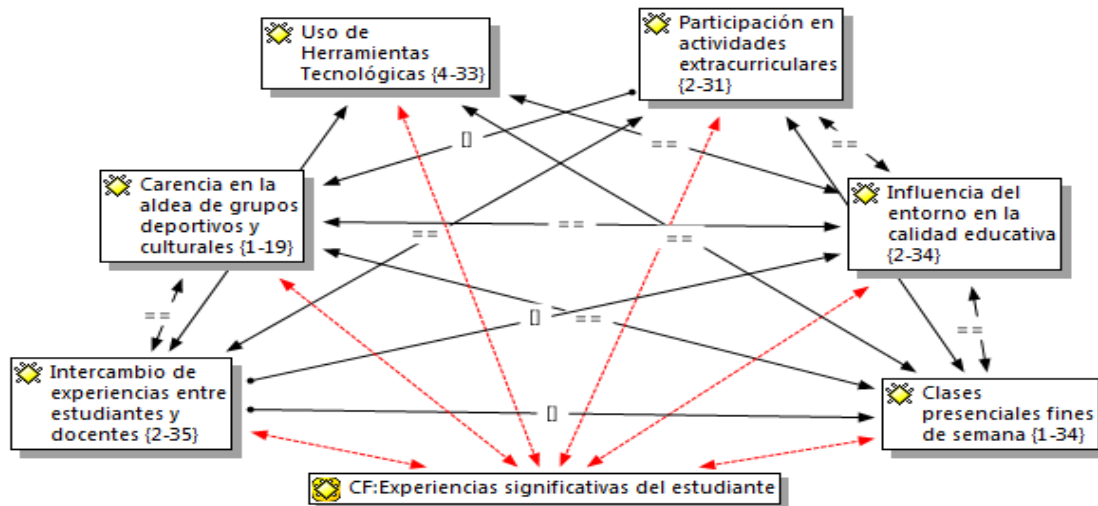 Uso de
Herramientas
Tecnológicas {4-33}
Participación en
actividades
extracurriculares
{2-31}
[]
==
==
Carencia en la
aldea de grupos
deportivos y
culturales {1-19}
Influencia del
entorno en la
calidad educativa
{2-34}
==
==
==
==
[]
==
==
Intercambio de
experiencias entre
estudiantes y
docentes {2-35}
[]
Clases
presenciales fines
de semana {1-34}
CF:Experiencias significativas del estudiante